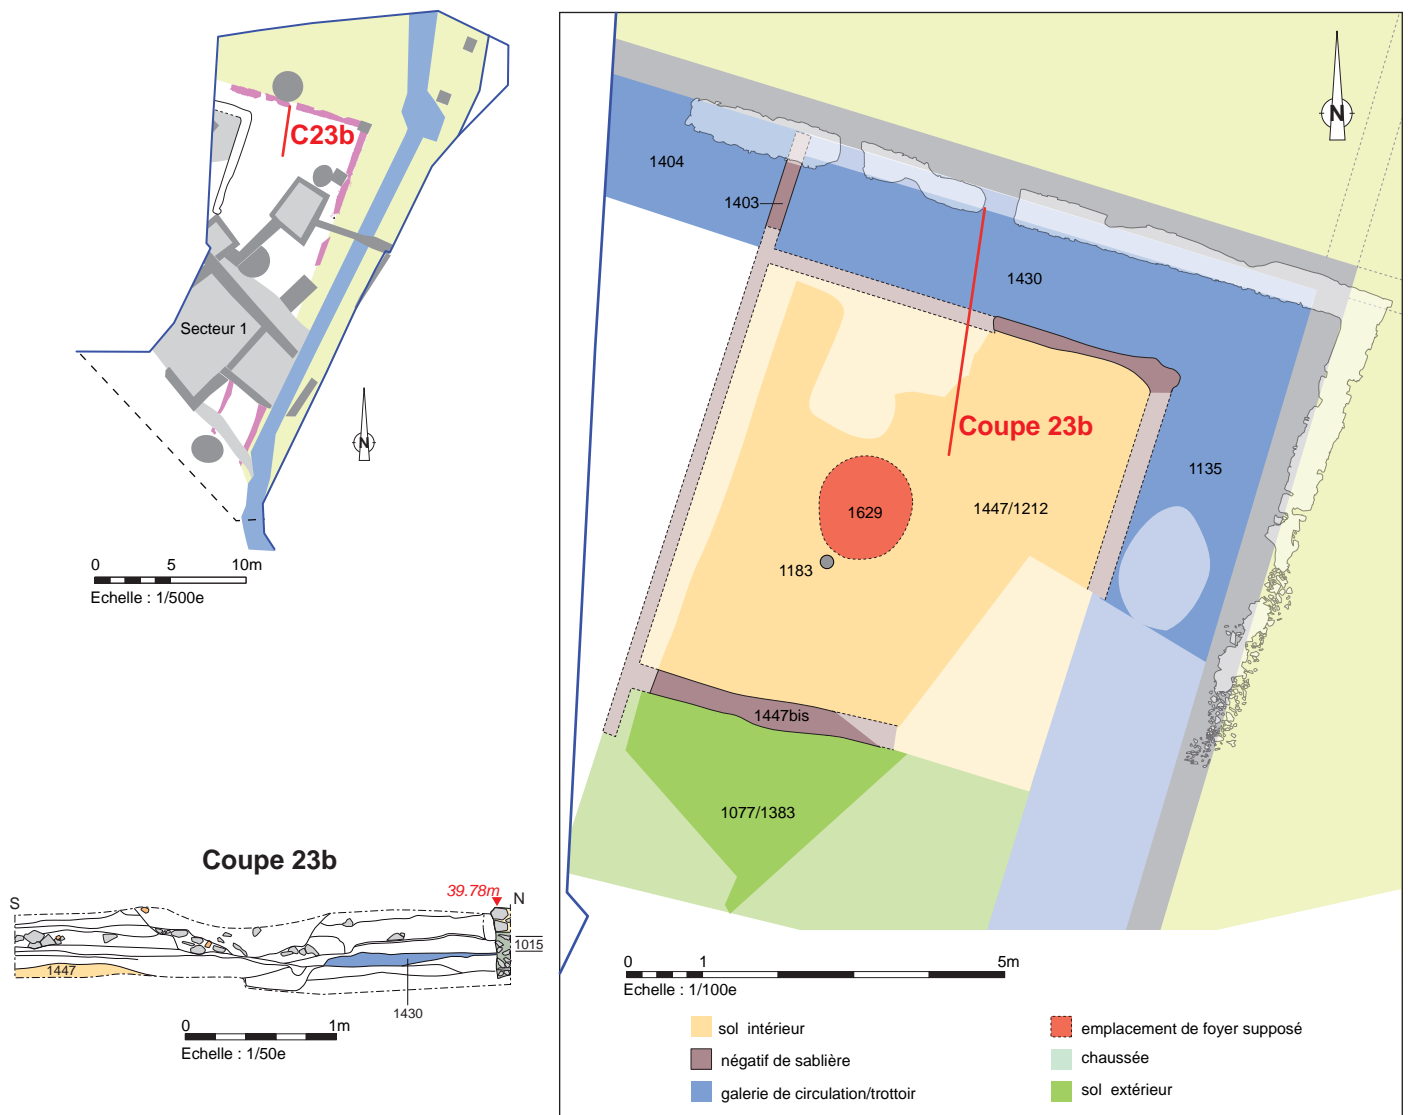 C23b
Secteur 1
N
0 5 10m
Echelle : 1/500e
N
1404
1403
1430
Coupe 23b
1135
1629
1447/1212
1183
1447bis
1077/1383
0 1 5m
Echelle : 1/100e
Coupe 23b
S
39.78m
N
1015
1447
1430
0 1m
Echelle : 1/50e
sol intérieur
négatif de sablière
galerie de circulation/trottoir
emplacement de foyer supposé
chaussée
sol extérieur